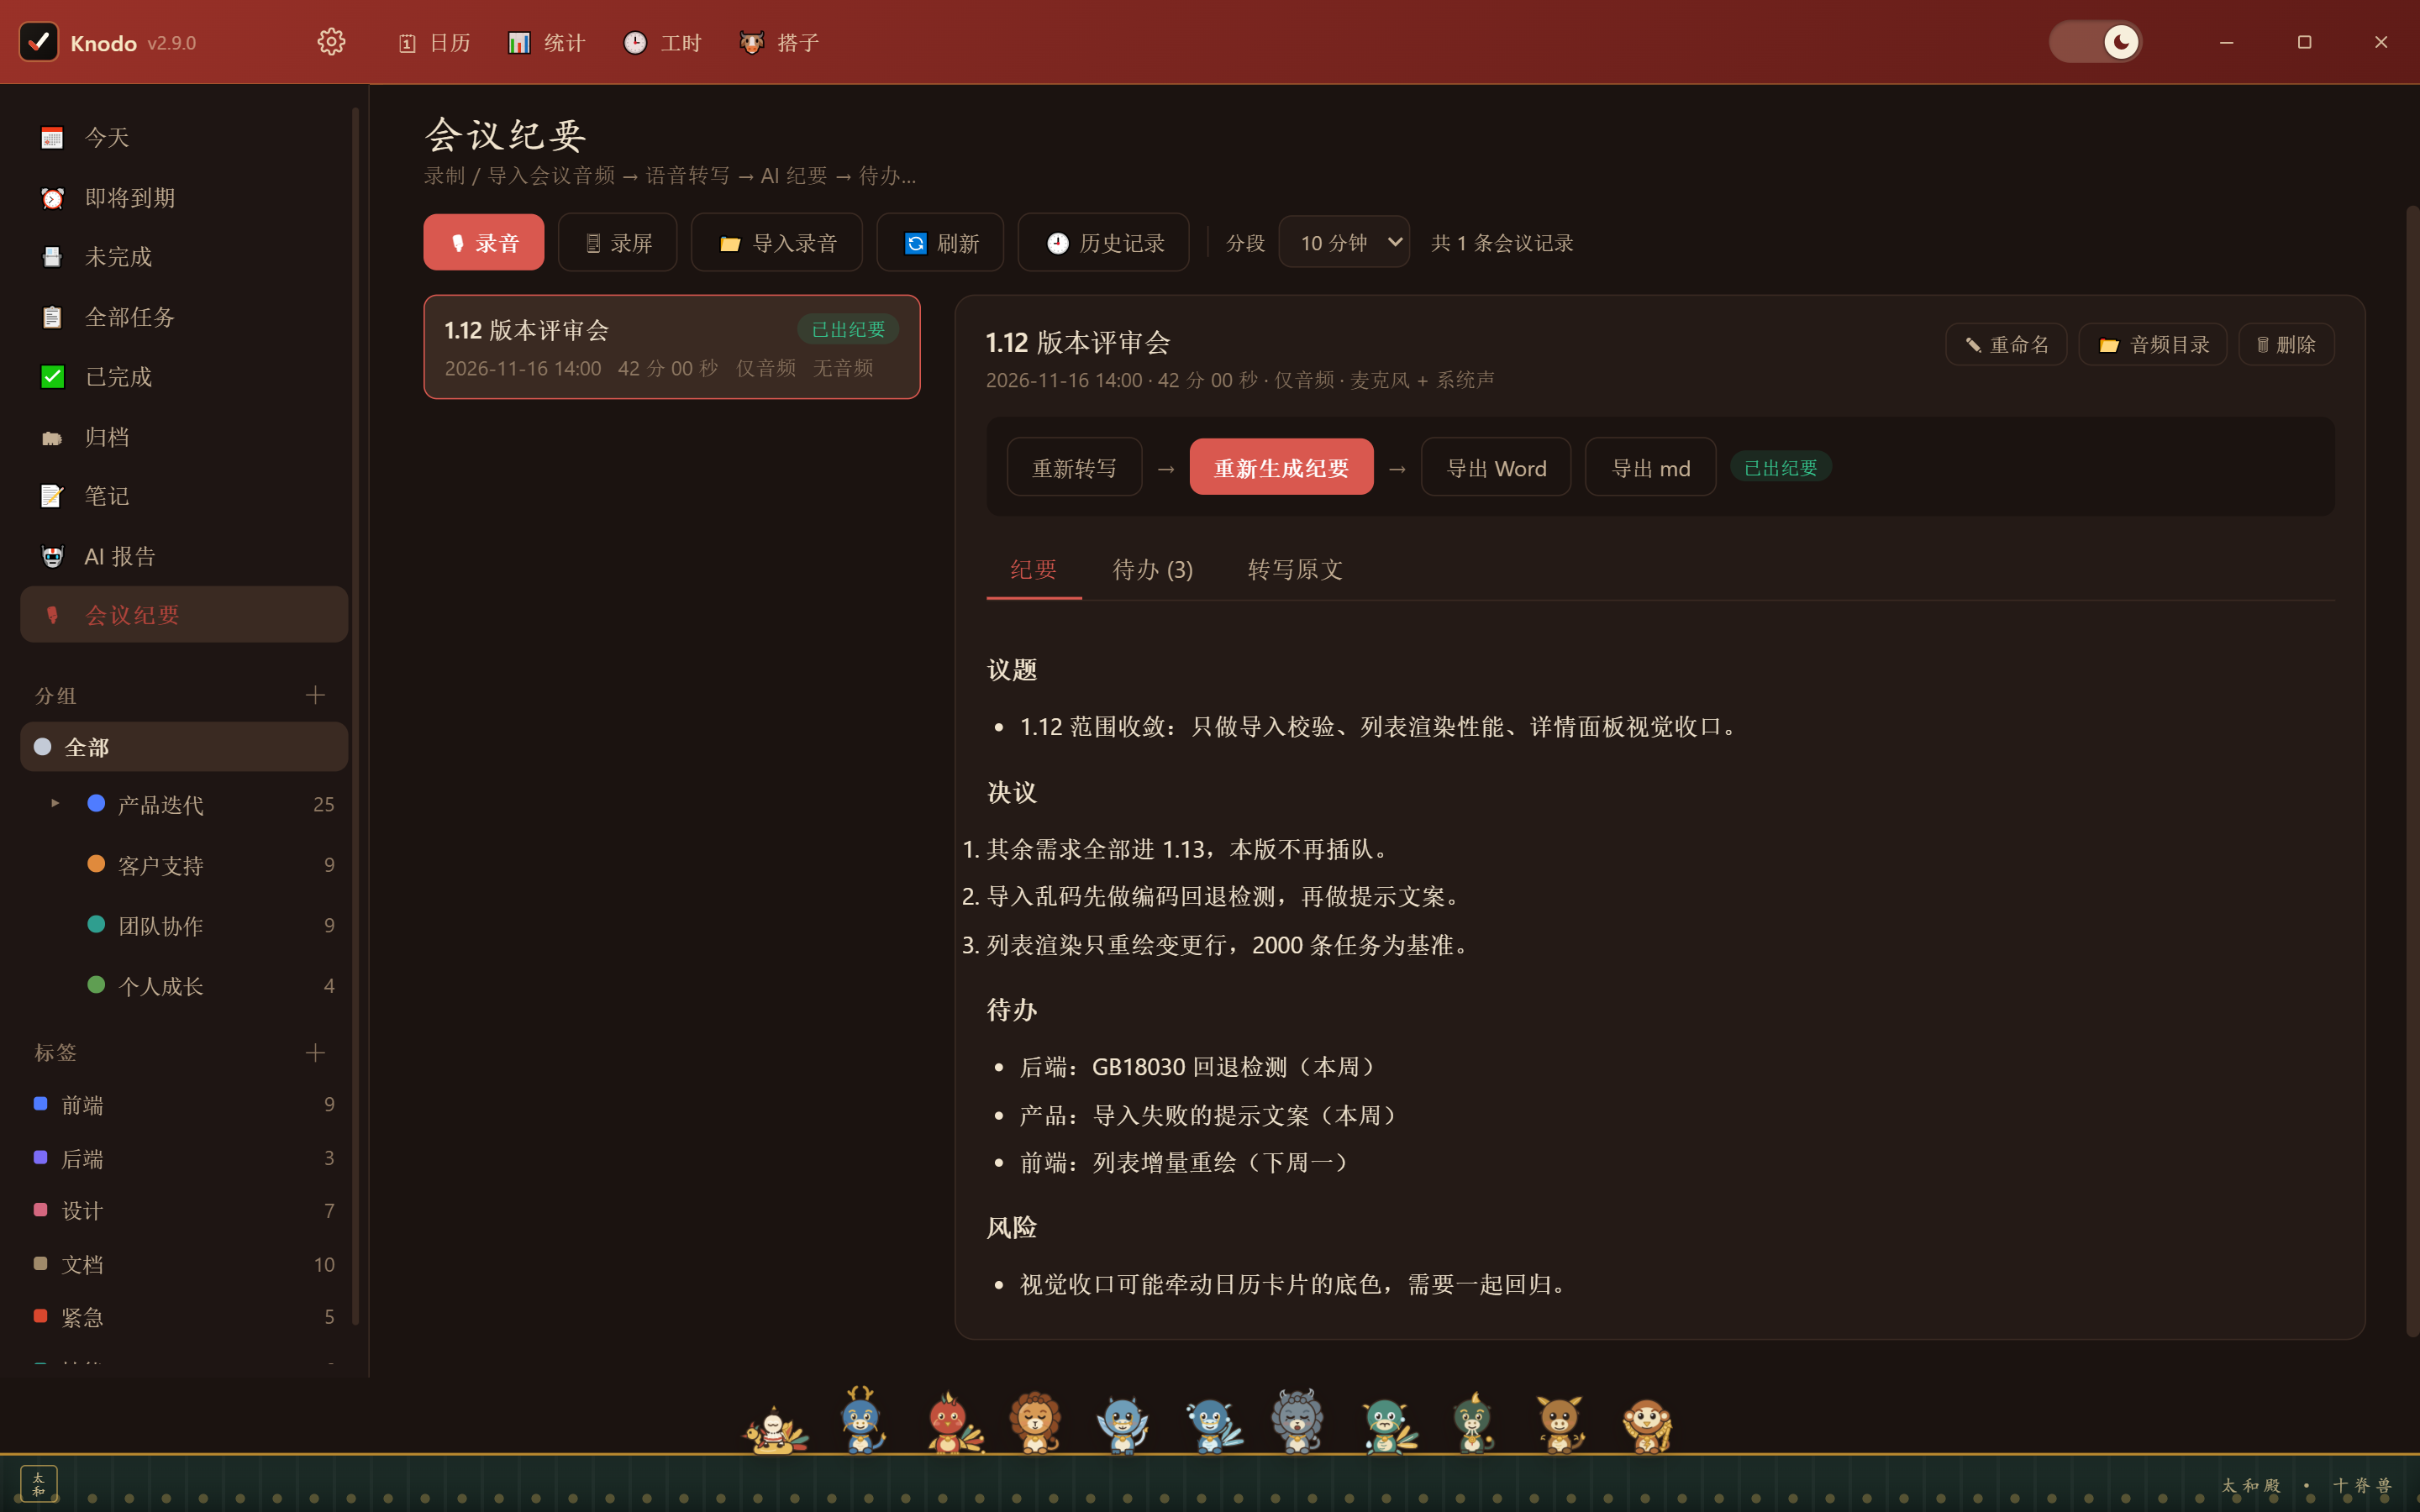 Knodo v2.9.0
日历
统计
工时
搭子
今天
即将到期
未完成
全部任务
已完成
归档
笔记
AI 报告
会议纪要
分组
全部
产品迭代 25
客户支持 9
团队协作 9
个人成长 4
标签
前端 9
后端 3
设计 7
文档 10
紧急 5
会议纪要
录制 / 导入会议音频 → 语音转写 → AI 纪要 → 待办...
录音
录屏
导入录音
刷新
历史记录
分段
10 分钟
共 1 条会议记录
1.12 版本评审会
已出纪要
2026-11-16 14:00 42 分 00 秒 仅音频 无音频
1.12 版本评审会
2026-11-16 14:00 · 42 分 00 秒 · 仅音频 · 麦克风 + 系统声
重命名
音频目录
删除
重新转写 → 重新生成纪要 → 导出 Word 导出 md 已出纪要
纪要
待办 (3)
转写原文
议题
• 1.12 范围收敛：只做导入校验、列表渲染性能、详情面板视觉收口。
决议
1. 其余需求全部进 1.13，本版不再插队。
2. 导入乱码先做编码回退检测，再做提示文案。
3. 列表渲染只重绘变更行，2000 条任务为基准。
待办
• 后端：GB18030 回退检测（本周）
• 产品：导入失败的提示文案（本周）
• 前端：列表增量重绘（下周一）
风险
• 视觉收口可能牵动日历卡片的底色，需要一起回归。
太和
太和殿 • 十脊兽